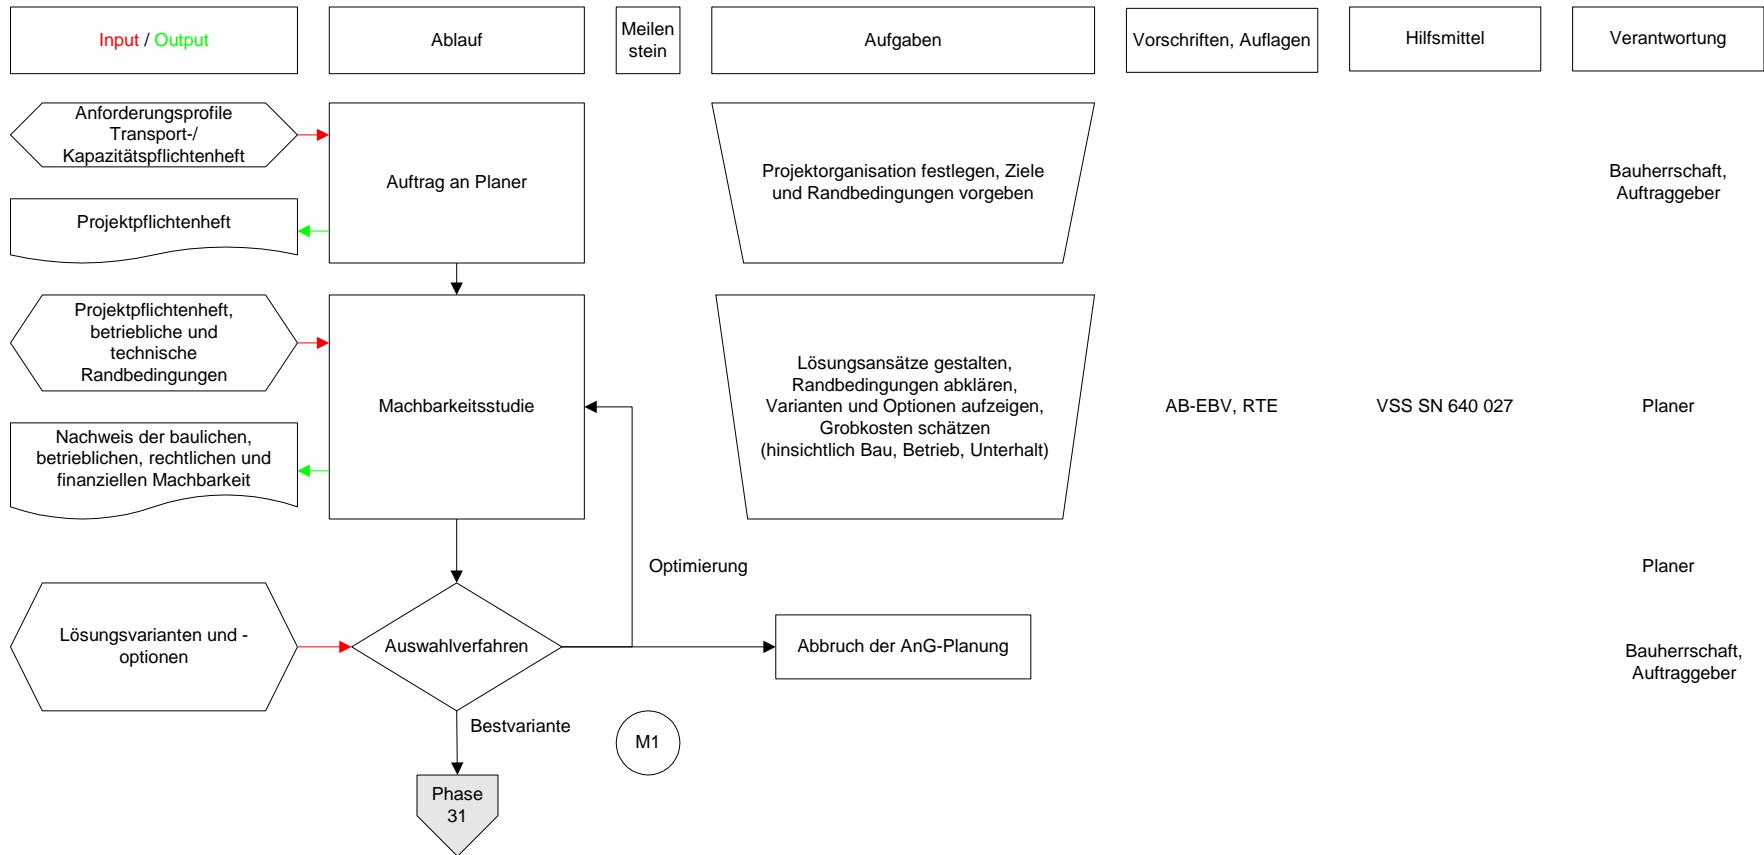 Input / Output
Ablauf
Meilen
stein
Aufgaben
Vorschriften, Auflagen
Hilfsmittel
Verantwortung
Anforderungsprofile
Transport-/
Kapazitätspflichtenheft
Auftrag an Planer
Projektorganisation festlegen, Ziele
und Randbedingungen vorgeben
Bauherrschaft,
Auftraggeber
Projektpflichtenheft
Projektpflichtenheft,
betriebliche und
technische
Randbedingungen
Machbarkeitsstudie
Lösungsansätze gestalten,
Randbedingungen abklären,
Varianten und Optionen aufzeigen,
Grobkosten schätzen
(hinsichtlich Bau, Betrieb, Unterhalt)
AB-EBV, RTE
VSS SN 640 027
Planer
Nachweis der baulichen,
betrieblichen, rechtlichen und
finanziellen Machbarkeit
Optimierung
Planer
Lösungsvarianten und -
optionen
Auswahlverfahren
Abbruch der AnG-Planung
Bauherrschaft,
Auftraggeber
Bestvariante
M1
Phase
31